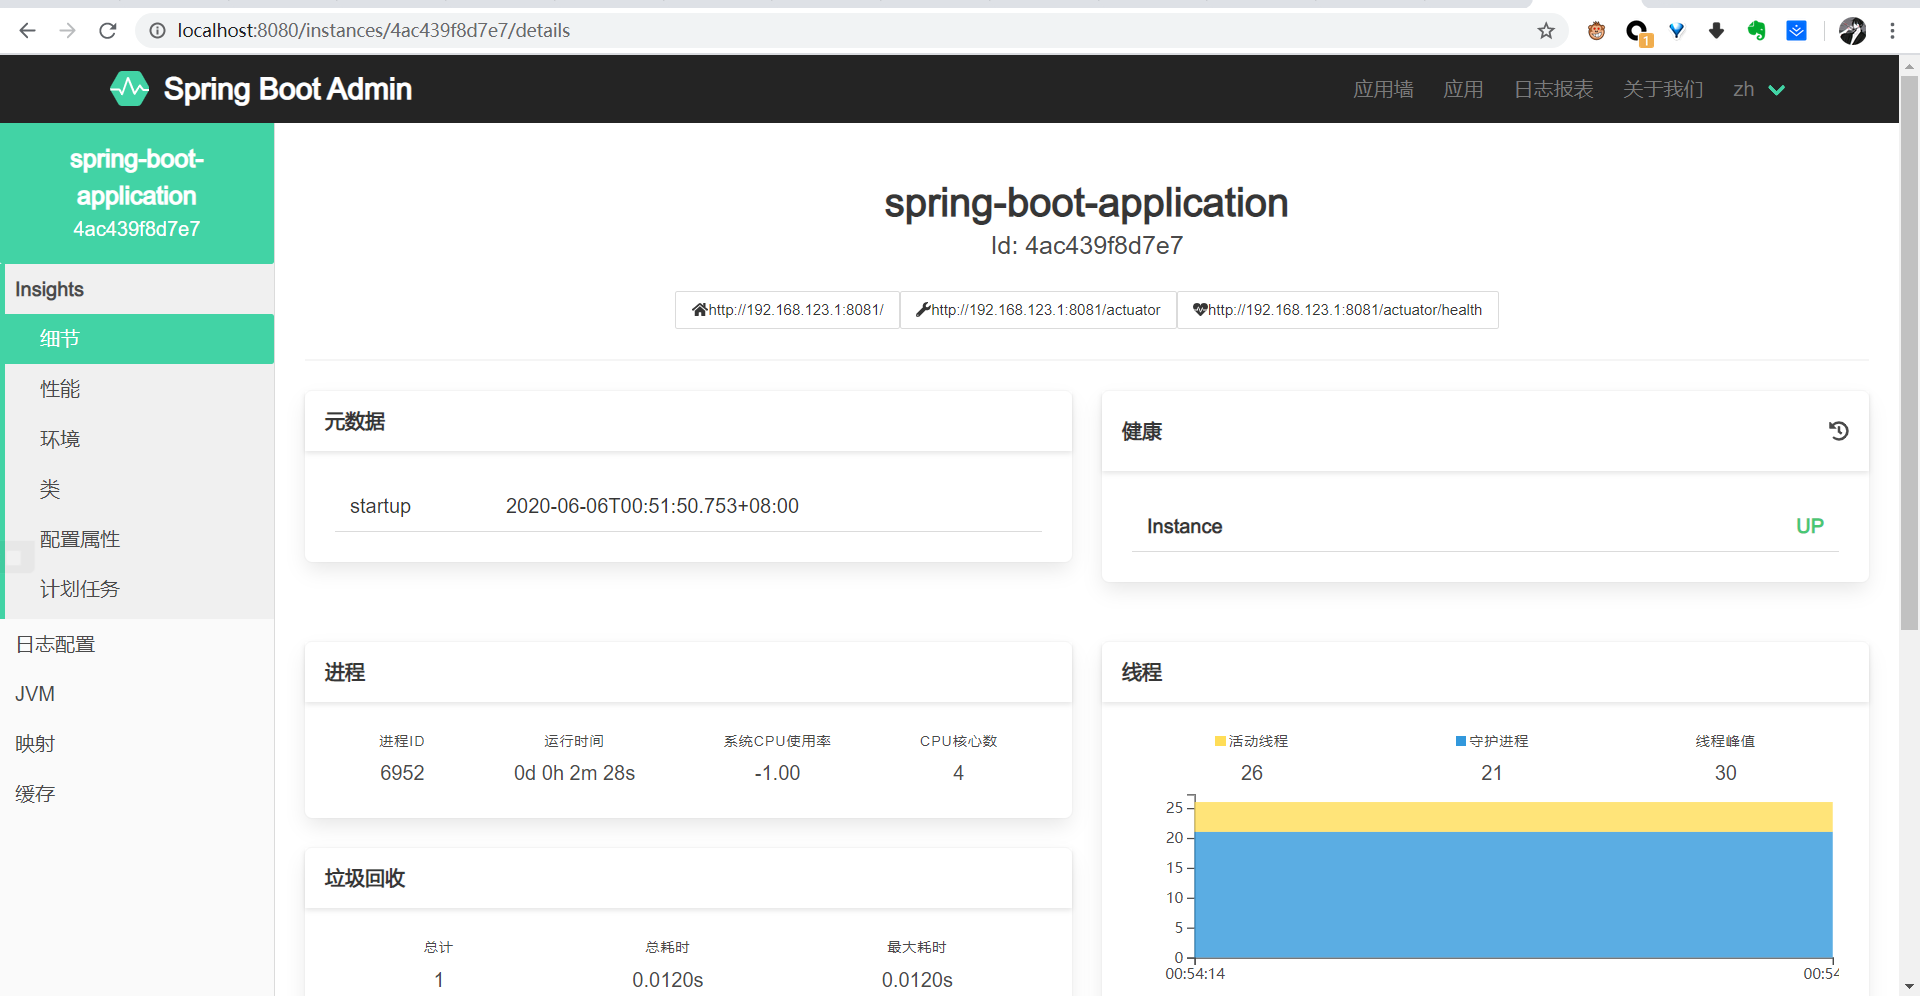 localhost:8080/instances/4ac439f8d7e7/details
1
Spring Boot Admin
应用墙 应用 日志报表 关于我们 zh
spring-boot-
application
4ac439f8d7e7
Insights
细节
性能
环境
类
配置属性
计划任务
日志配置
JVM
映射
缓存
spring-boot-application
Id: 4ac439f8d7e7
http://192.168.123.1:8081/ http://192.168.123.1:8081/actuator http://192.168.123.1:8081/actuator/health
元数据
startup 2020-06-06T00:51:50.753+08:00
健康
Instance UP
进程
进程ID 运行时间 系统CPU使用率 CPU核心数
6952 0d 0h 2m 28s -1.00 4
垃圾回收
总计 总耗时 最大耗时
1 0.0120s 0.0120s
线程
活动线程 守护进程 线程峰值
26 21 30
25
20
15
10
5
0
00:54:14 00:54